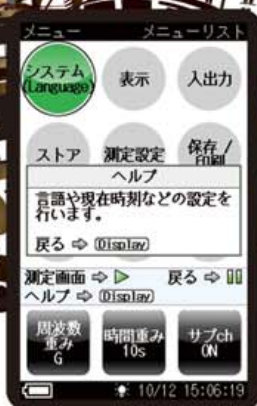 メニュー メニューリスト
システム 表示 入出力
(Language)
ストア 測定設定 保存 /
印刷
ヘルプ
言語や現在時刻などの設定を
行います。
戻る ⇨ Display
測定画面 ⇨ ▷ 戻る ⇨ ▯▯
ヘルプ ⇨ Display
周波数 時間重み サブch
重み 10s ON
G
10/12 15:06:19